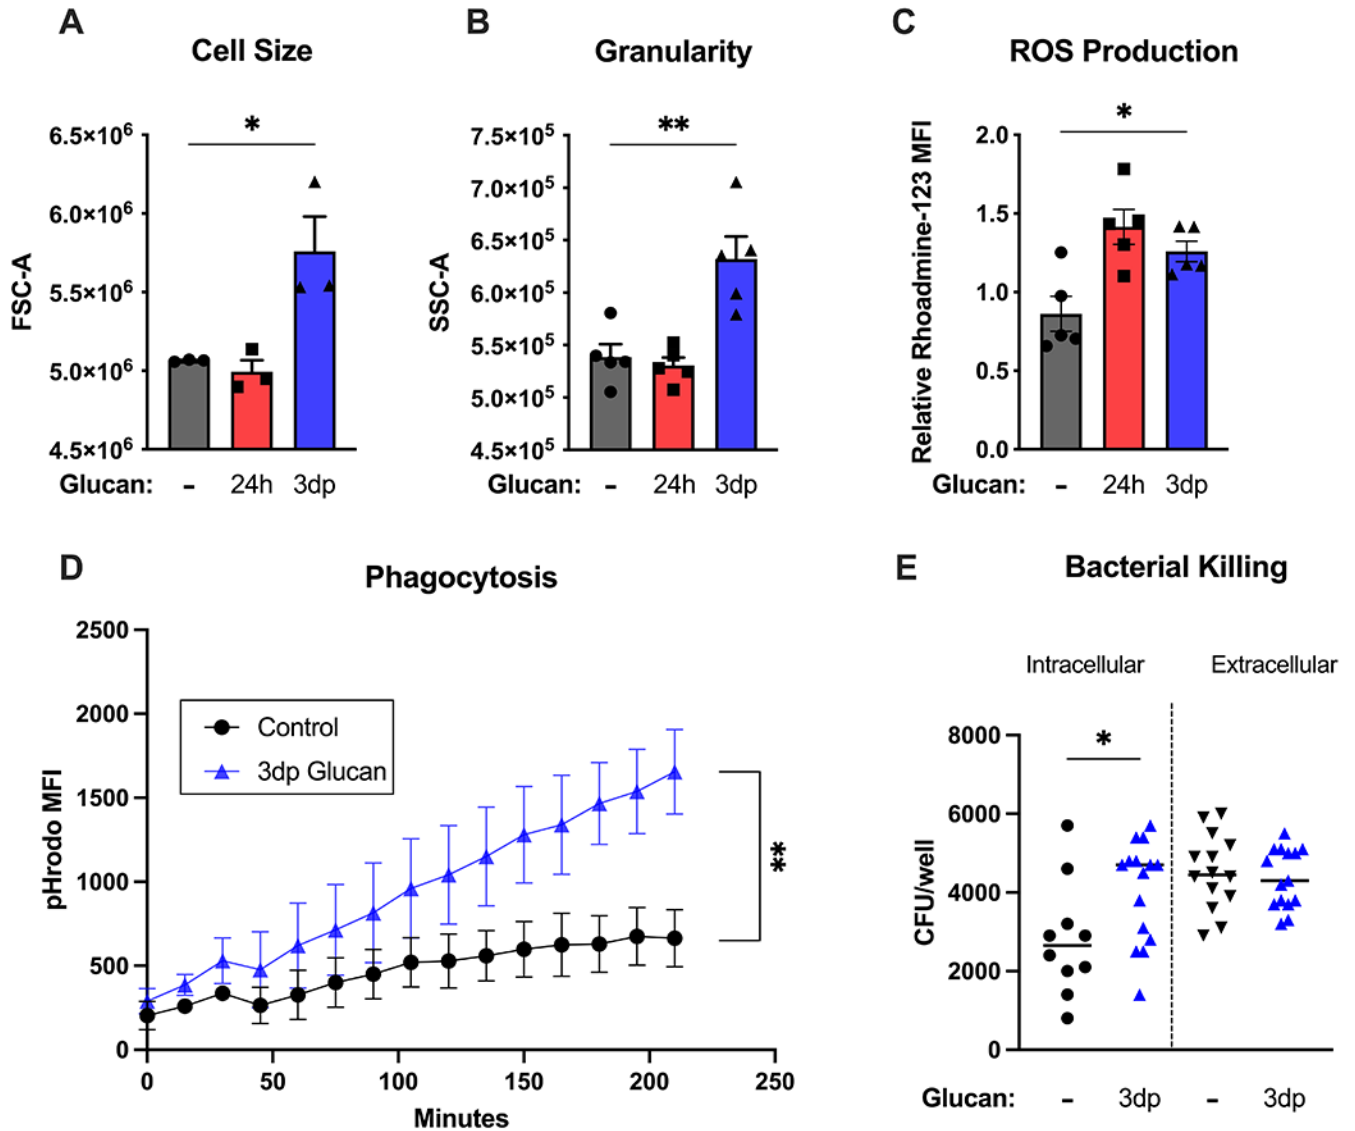 A
Cell Size
*
6.5×10⁶
6.0×10⁶
5.5×10⁶
5.0×10⁶
4.5×10⁶
FSC-A
Glucan: – 24h 3dp
B
Granularity
**
7.5×10⁵
7.0×10⁵
6.5×10⁵
6.0×10⁵
5.5×10⁵
5.0×10⁵
4.5×10⁵
SSC-A
Glucan: – 24h 3dp
C
ROS Production
*
2.0
1.5
1.0
0.5
0.0
Relative Rhoadmine-123 MFI
Glucan: – 24h 3dp
D
Phagocytosis
2500
2000
1500
1000
500
0
pHrodo MFI
Control
3dp Glucan
**
0 50 100 150 200 250
Minutes
E
Bacterial Killing
Intracellular Extracellular
*
8000
6000
4000
2000
0
CFU/well
Glucan: – 3dp – 3dp